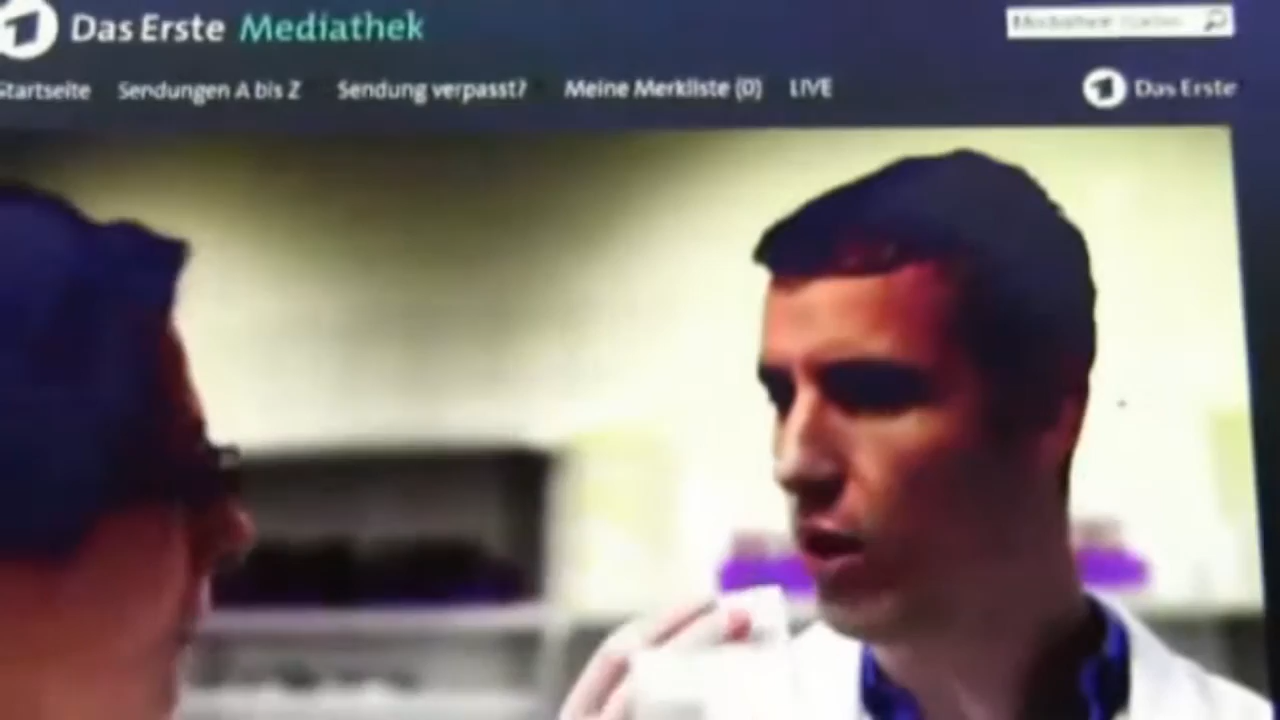 Das Erste Mediathek
Startseite Sendungen A bis Z Sendung verpasst? Meine Merkliste (0) LIVE Das Erste